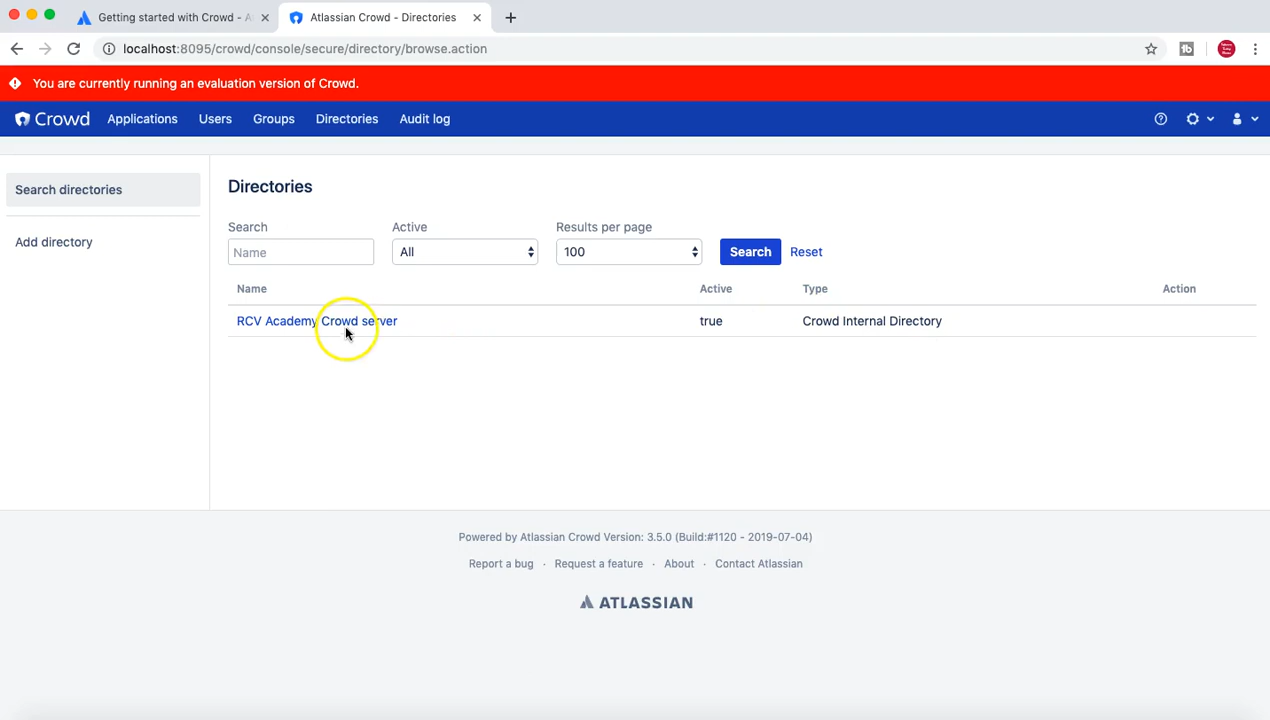 Getting started with Crowd - A
Atlassian Crowd - Directories
localhost:8095/crowd/console/secure/directory/browse.action
You are currently running an evaluation version of Crowd.
Crowd Applications Users Groups Directories Audit log
Search directories
Add directory
Directories
Search Active Results per page
Name All 100 Search Reset
Name Active Type Action
RCV Academy Crowd server true Crowd Internal Directory
Powered by Atlassian Crowd Version: 3.5.0 (Build:#1120 - 2019-07-04)
Report a bug · Request a feature · About · Contact Atlassian
ATLASSIAN